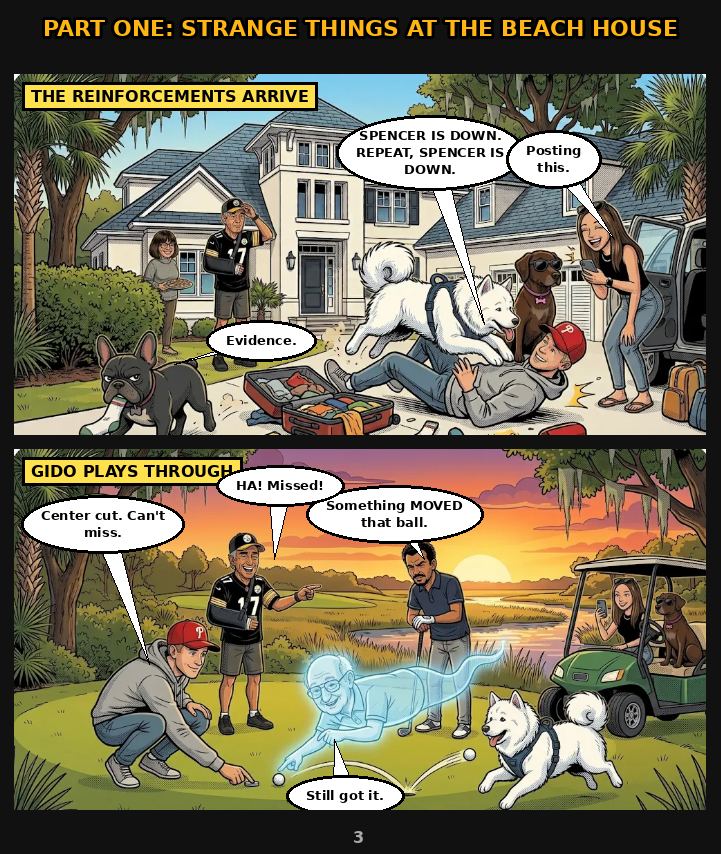 PART ONE: STRANGE THINGS AT THE BEACH HOUSE
THE REINFORCEMENTS ARRIVE
SPENCER IS DOWN.
REPEAT, SPENCER IS
DOWN.
Posting
this.
17
Evidence.
P
GIDO PLAYS THROUGH
HA! Missed!
Center cut. Can't
miss.
Something MOVED
that ball.
17
P
Still got it.
3